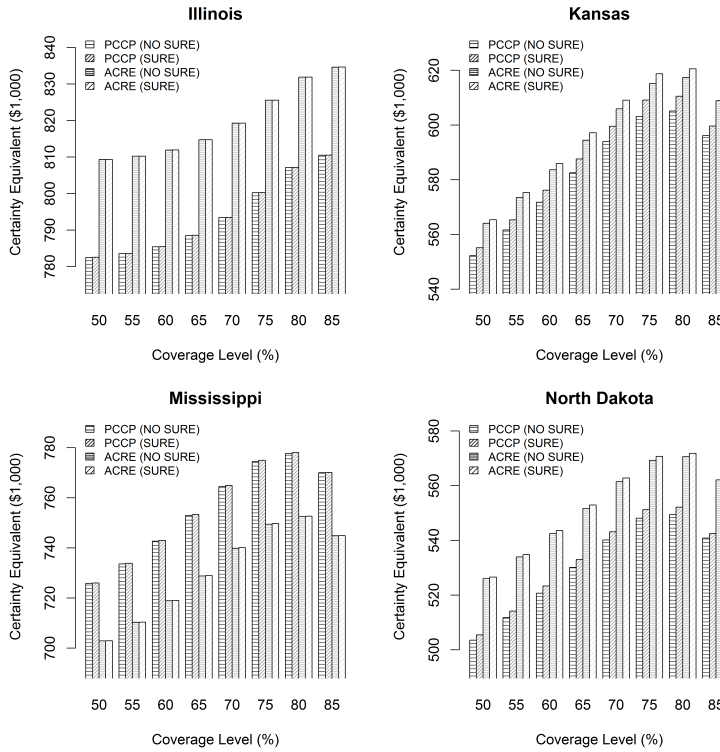 Illinois
Certainty Equivalent ($1,000)
840
830
820
810
800
790
780
PCCP (NO SURE)
PCCP (SURE)
ACRE (NO SURE)
ACRE (SURE)
50 55 60 65 70 75 80 85
Coverage Level (%)
Kansas
Certainty Equivalent ($1,000)
620
600
580
560
540
PCCP (NO SURE)
PCCP (SURE)
ACRE (NO SURE)
ACRE (SURE)
50 55 60 65 70 75 80 85
Coverage Level (%)
Mississippi
Certainty Equivalent ($1,000)
780
760
740
720
700
PCCP (NO SURE)
PCCP (SURE)
ACRE (NO SURE)
ACRE (SURE)
50 55 60 65 70 75 80 85
Coverage Level (%)
North Dakota
Certainty Equivalent ($1,000)
580
560
540
520
500
PCCP (NO SURE)
PCCP (SURE)
ACRE (NO SURE)
ACRE (SURE)
50 55 60 65 70 75 80 85
Coverage Level (%)